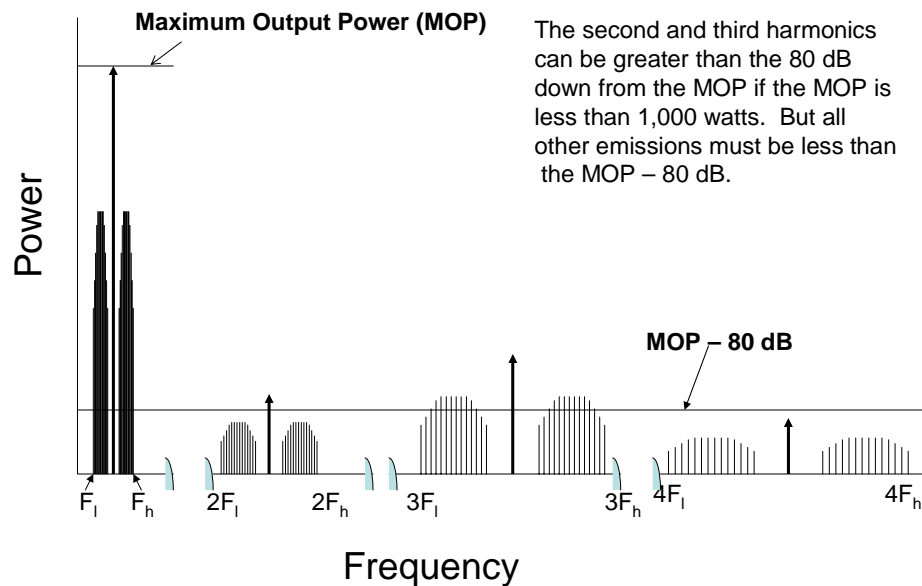 Maximum Output Power (MOP)
The second and third harmonics
can be greater than the 80 dB
down from the MOP if the MOP is
less than 1,000 watts.  But all
other emissions must be less than
the MOP – 80 dB.
Power
MOP – 80 dB
Fl Fh 2Fl 2Fh 3Fl 3Fh 4Fl 4Fh
Frequency